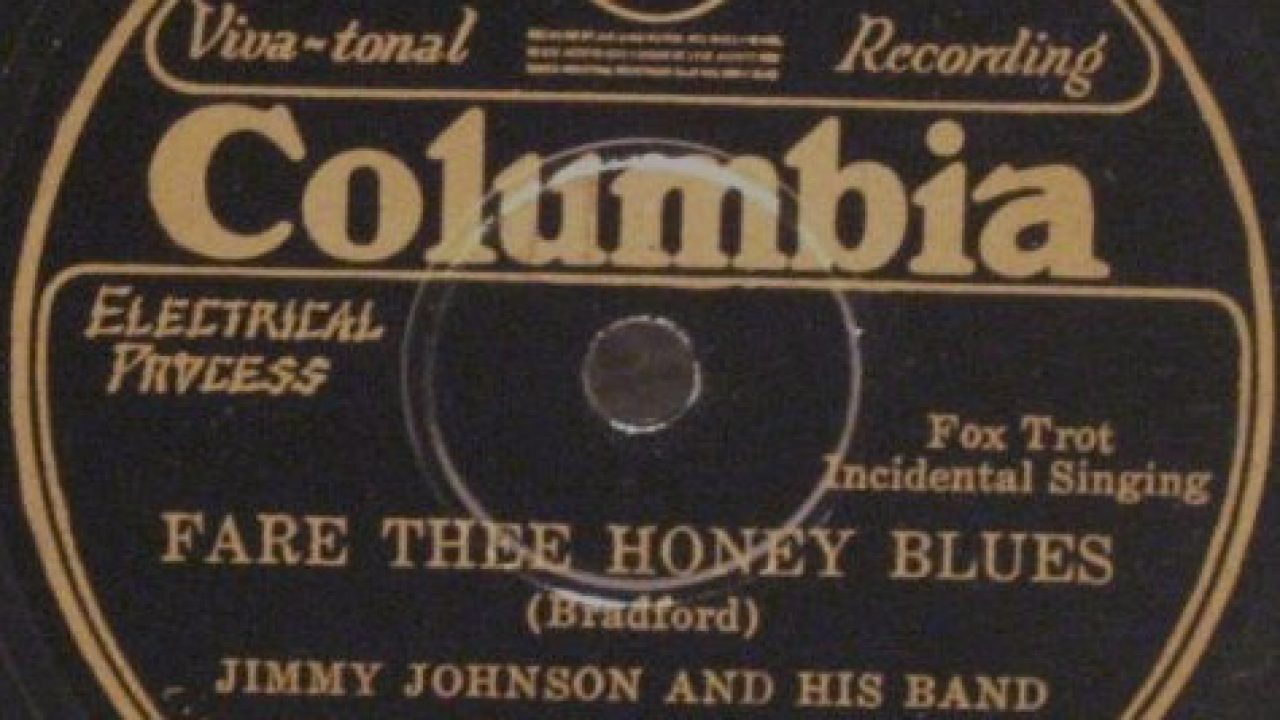 Viva-tonal Recording
Columbia
ELECTRICAL
PROCESS
Fox Trot
Incidental Singing
FARE THEE HONEY BLUES
(Bradford)
JIMMY JOHNSON AND HIS BAND